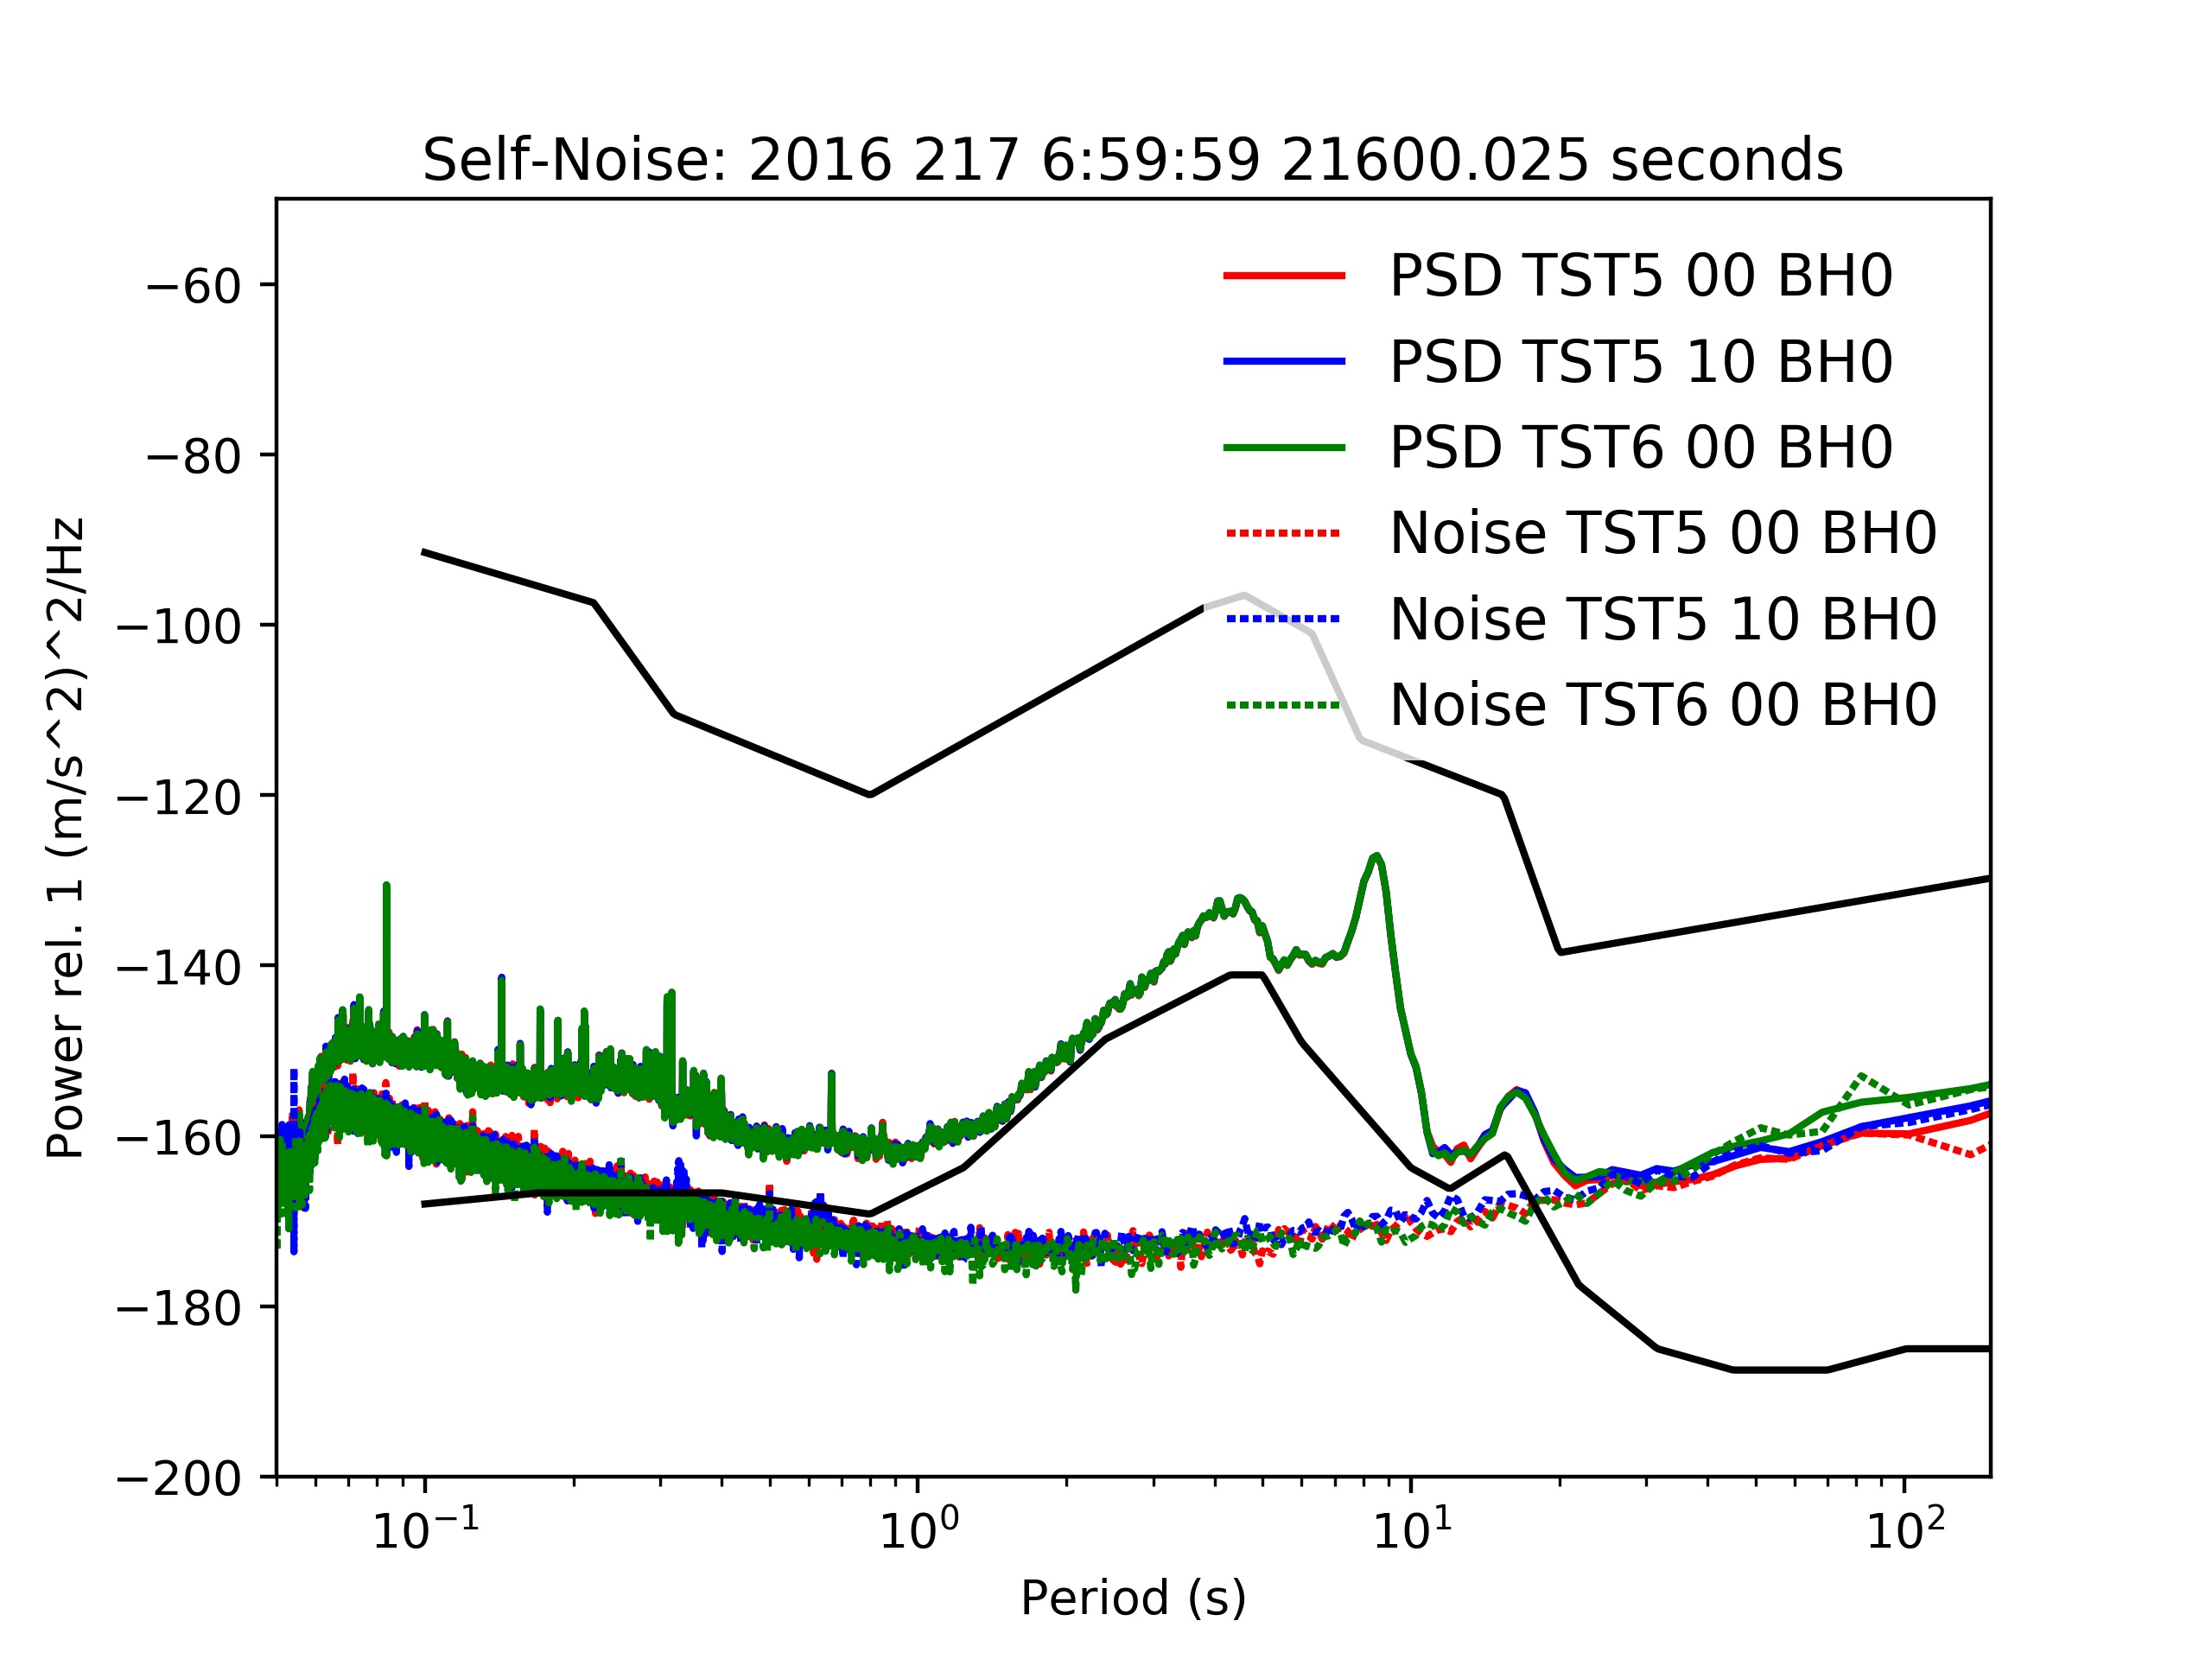 Self-Noise: 2016 217 6:59:59 21600.025 seconds
PSD TST5 00 BH0
PSD TST5 10 BH0
PSD TST6 00 BH0
Noise TST5 00 BH0
Noise TST5 10 BH0
Noise TST6 00 BH0
Power rel. 1 (m/s^2)^2/Hz
−60
−80
−100
−120
−140
−160
−180
−200
10⁻¹ 10⁰ 10¹ 10²
Period (s)